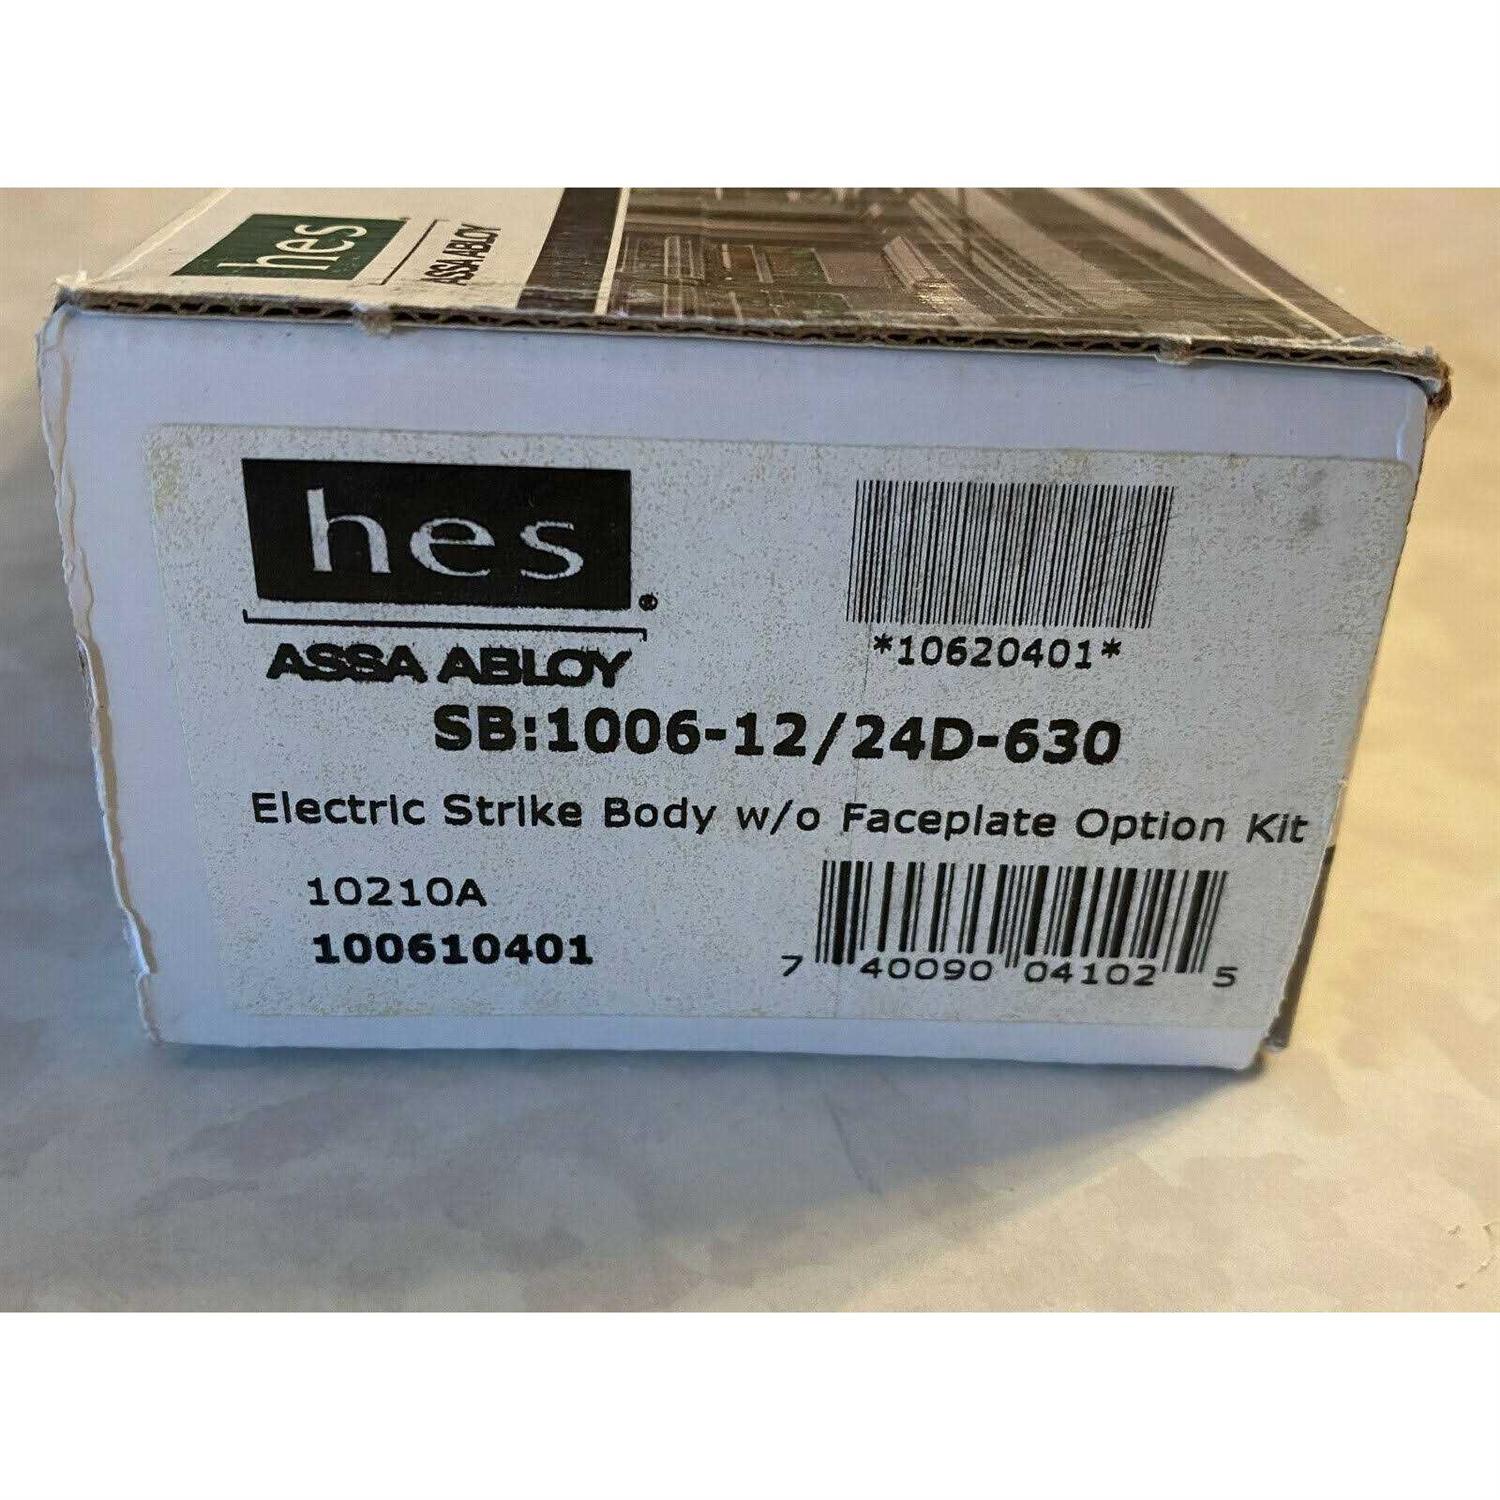 hes
ASSA ABLOY
hes®
ASSA ABLOY
*10620401*
SB:1006-12/24D-630
Electric Strike Body w/o Faceplate Option Kit
10210A
100610401
7 40090 04102 5